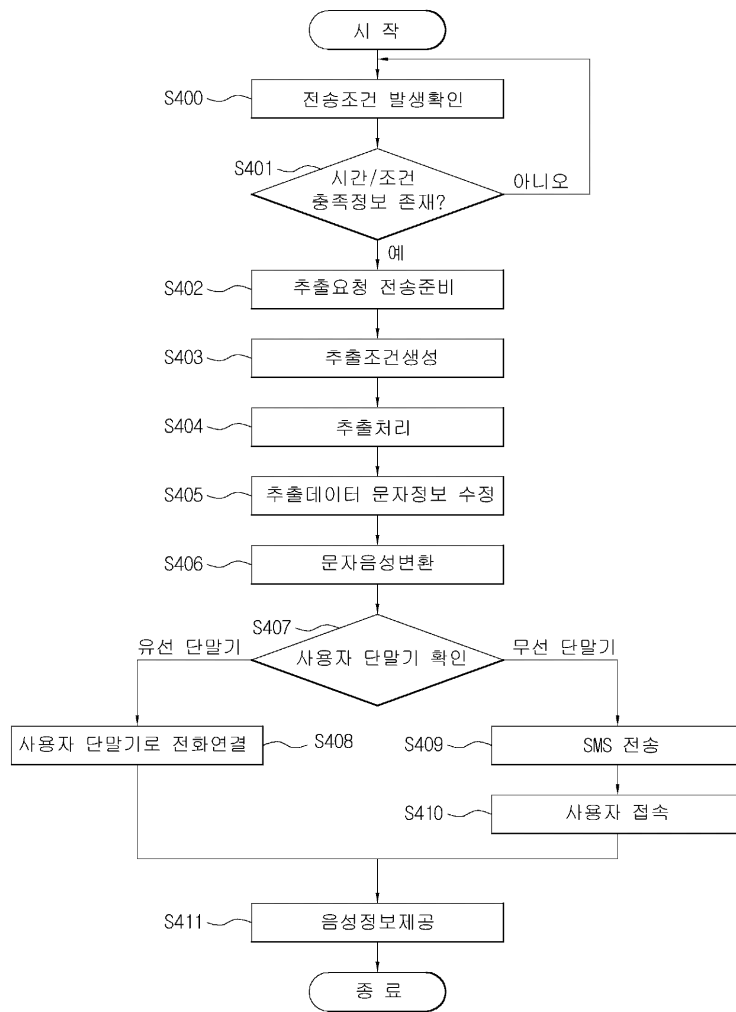 시 작
S400
전송조건 발생확인
S401
시간/조건
충족정보 존재?
아니오
예
S402
추출요청 전송준비
S403
추출조건생성
S404
추출처리
S405
추출데이터 문자정보 수정
S406
문자음성변환
S407
유선 단말기
사용자 단말기 확인
무선 단말기
사용자 단말기로 전화연결
S408
S409
SMS 전송
S410
사용자 접속
S411
음성정보제공
종 료